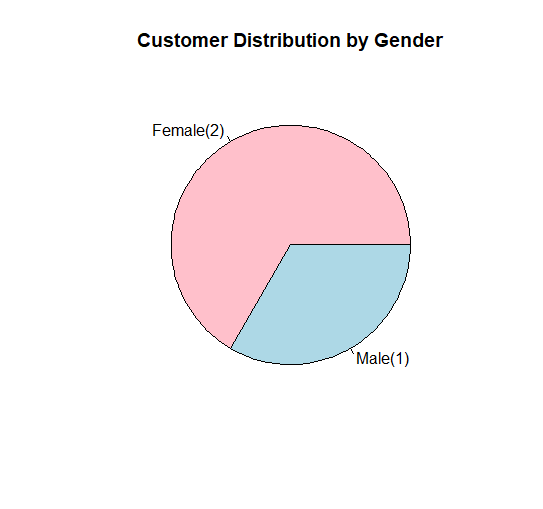 Customer Distribution by Gender
Female(2)
Male(1)